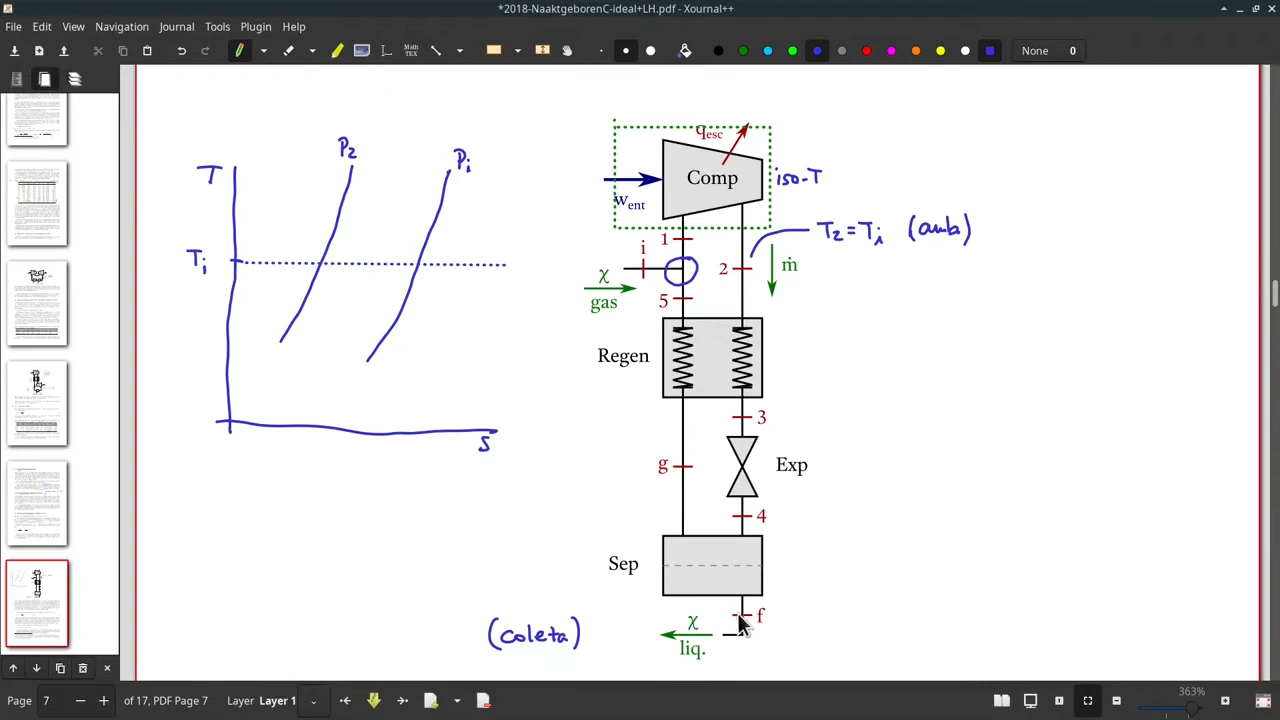 *2018-NaaktgeborenC-ideal+LH.pdf - Xournal++
File Edit View Navigation Journal Tools Plugin Help
Math
TEX
None 0
P2
Pi
T
Ti
s
qesc
Comp
iso-T
went
1
i
T2=Ti (amb)
χ
gas
2
ṁ
5
Regen
3
g
Exp
4
Sep
f
(coleta)
χ
liq.
363%
Page 7 of 17, PDF Page 7 Layer Layer 1